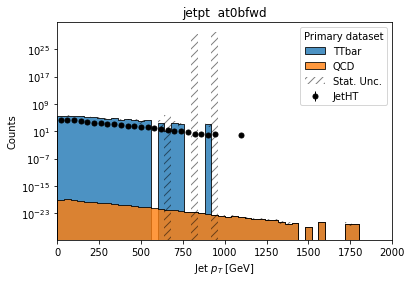 jetpt at0bfwd
Primary dataset
TTbar
QCD
Stat. Unc.
JetHT
Counts
10^25
10^17
10^9
10^1
10^−7
10^−15
10^−23
0 250 500 750 1000 1250 1500 1750 2000
Jet p_T [GeV]